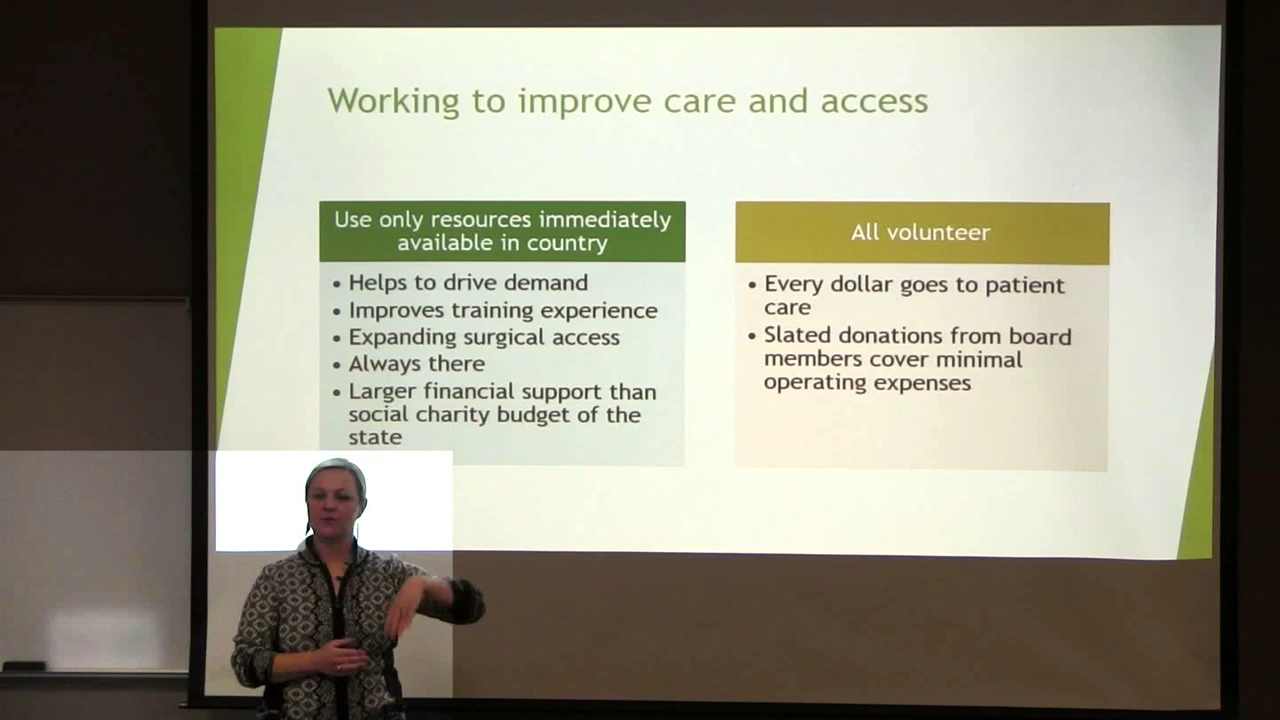 Working to improve care and access
Use only resources immediately
available in country
• Helps to drive demand
• Improves training experience
• Expanding surgical access
• Always there
• Larger financial support than
social charity budget of the
state
All volunteer
• Every dollar goes to patient
care
• Slated donations from board
members cover minimal
operating expenses